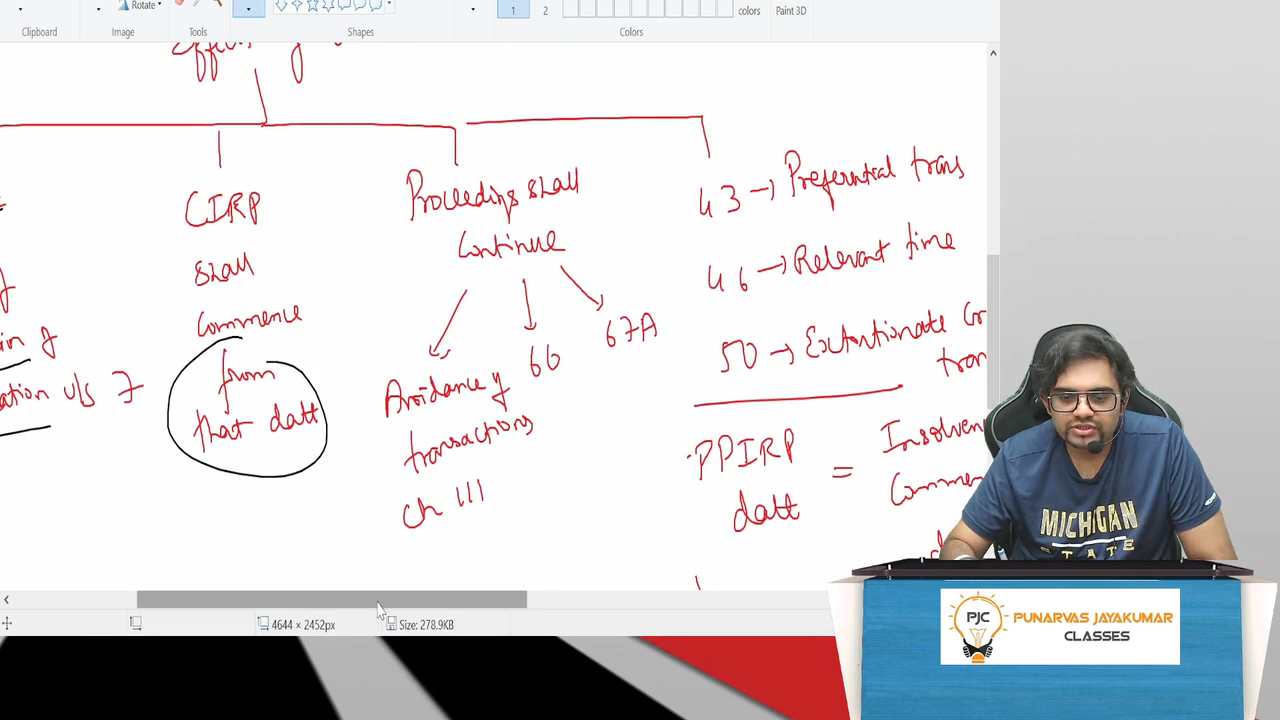 Rotate
Clipboard
Image
Tools
Shapes
1
2
colors
Colors
Paint 3D
CIRP
shall
commence
from
that date
u/s 7
Proceedings shall
continue
Avoidance of
transactions
ch III
66
67A
43 → Preferential trans
46 → Relevant time
50 → Extortionate Cr
tran
PPIRP
date
=
Insolven
Commen
4644 × 2452px
Size: 278.9KB
MICHIGAN
STATE
PJC
PUNARVAS JAYAKUMAR
CLASSES